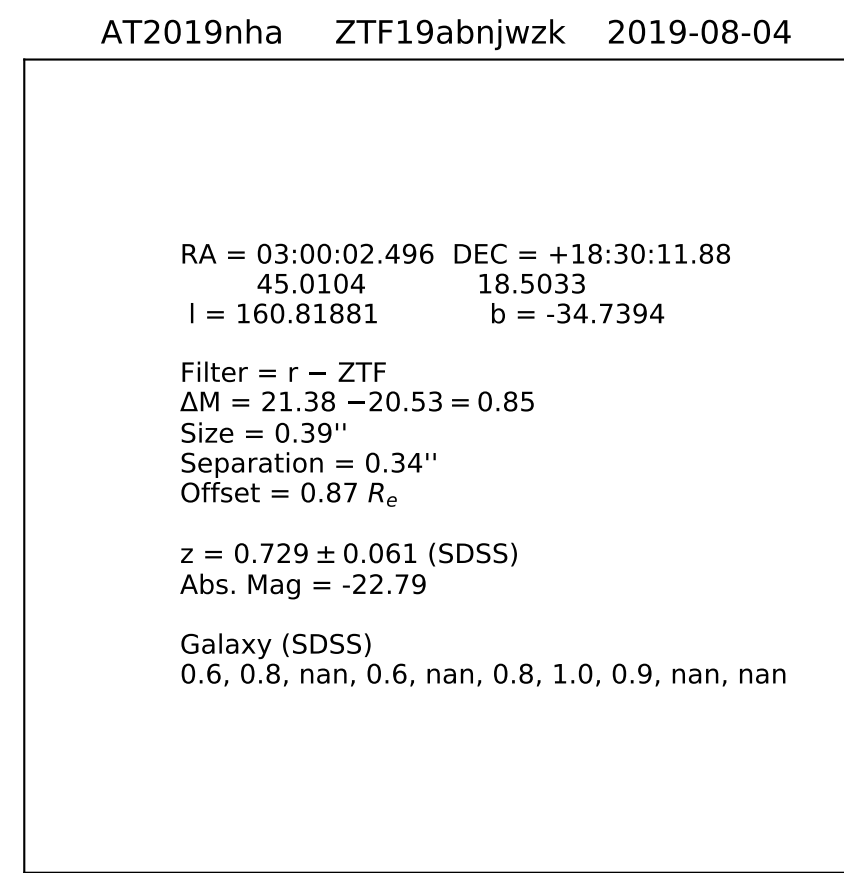 AT2019nha ZTF19abnjwzk 2019-08-04
RA = 03:00:02.496 DEC = +18:30:11.88
45.0104 18.5033
l = 160.81881 b = -34.7394
Filter = r − ZTF
ΔM = 21.38 −20.53 = 0.85
Size = 0.39''
Separation = 0.34''
Offset = 0.87 Rₑ
z = 0.729 ± 0.061 (SDSS)
Abs. Mag = -22.79
Galaxy (SDSS)
0.6, 0.8, nan, 0.6, nan, 0.8, 1.0, 0.9, nan, nan